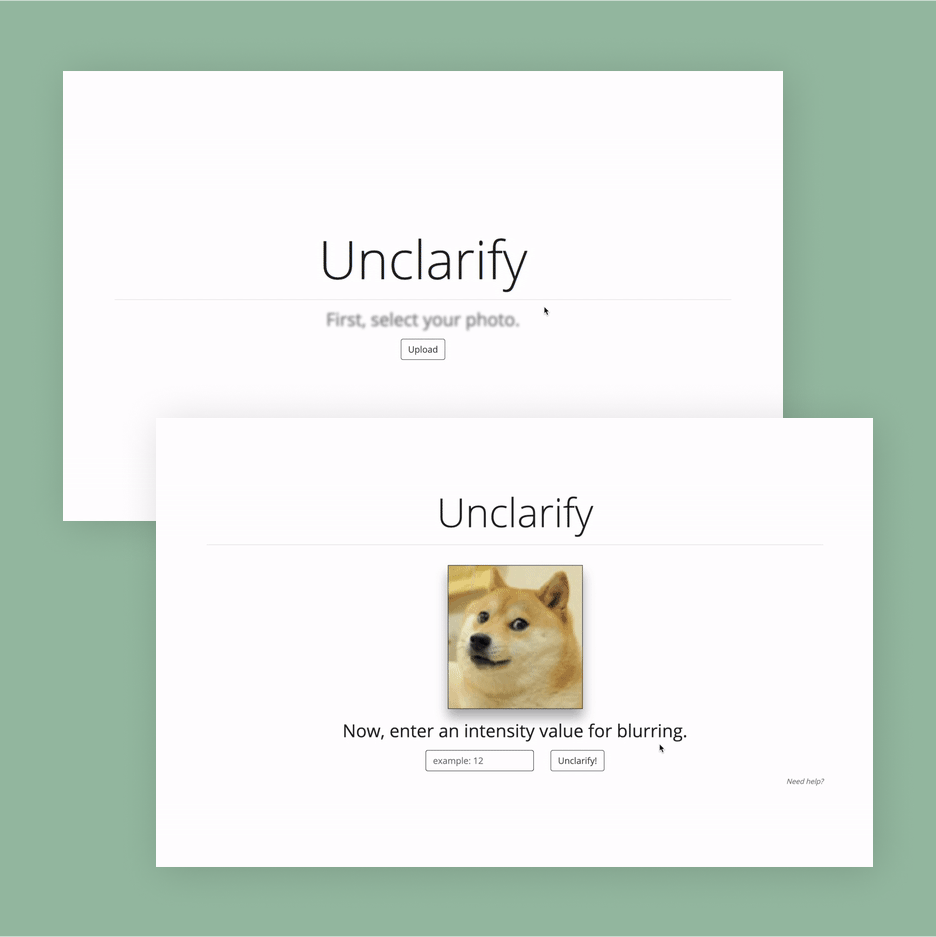 Unclarify
First, select your photo.
Upload
Unclarify
Now, enter an intensity value for blurring.
example: 12
Unclarify!
Need help?